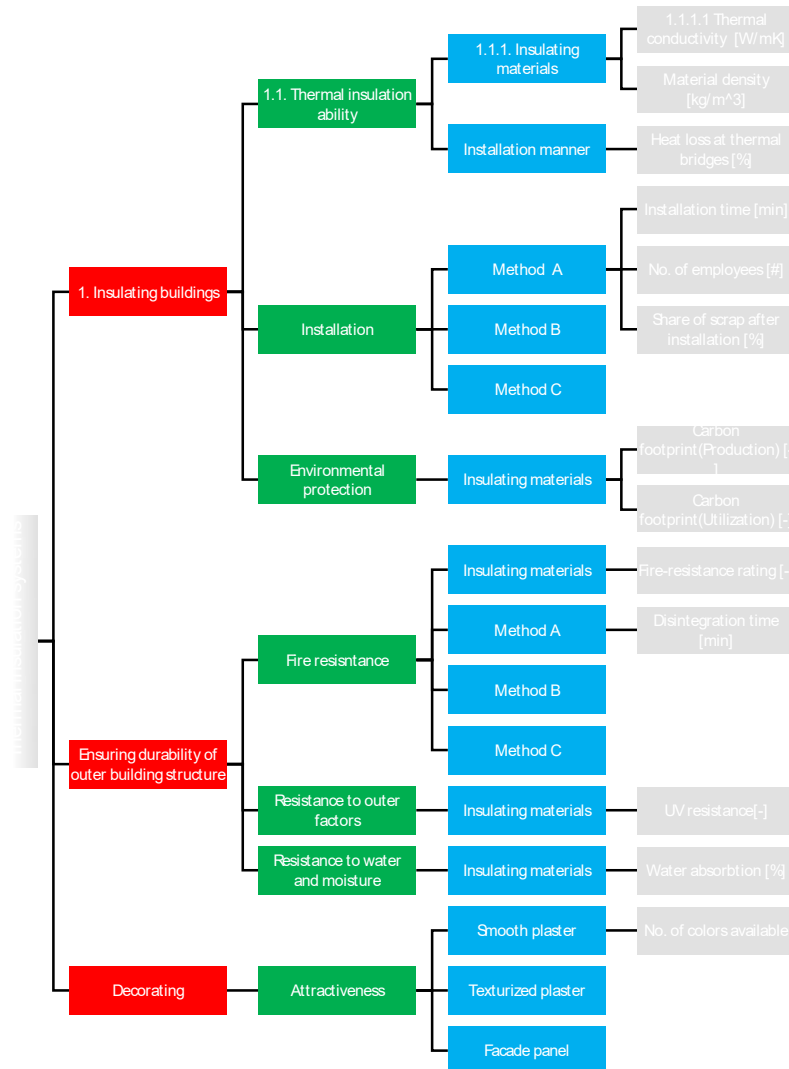 1.1.1.1 Thermal
conductivity [W/mK]
1.1.1. Insulating
materials
Material density
[kg/m^3]
1.1. Thermal insulation
ability
Installation manner
Heat loss at thermal
bridges [%]
Installation time [min]
Method A
No. of employees [#]
1. Insulating buildings
Installation
Method B
Share of scrap after
installation [%]
Method C
Carbon
footprint(Production) [-
]
Environmental
protection
Insulating materials
Carbon
footprint(Utilization) [-]
Thermal insulation systems
Insulating materials
Fire-resistance rating [-
Method A
Disintegration time
[min]
Fire resisntance
Method B
Method C
Ensuring durability of
outer building structure
Resistance to outer
factors
Insulating materials
UV resistance[-]
Resistance to water
and moisture
Insulating materials
Water absorbtion [%]
Smooth plaster
No. of colors available
Decorating
Attractiveness
Texturized plaster
Facade panel